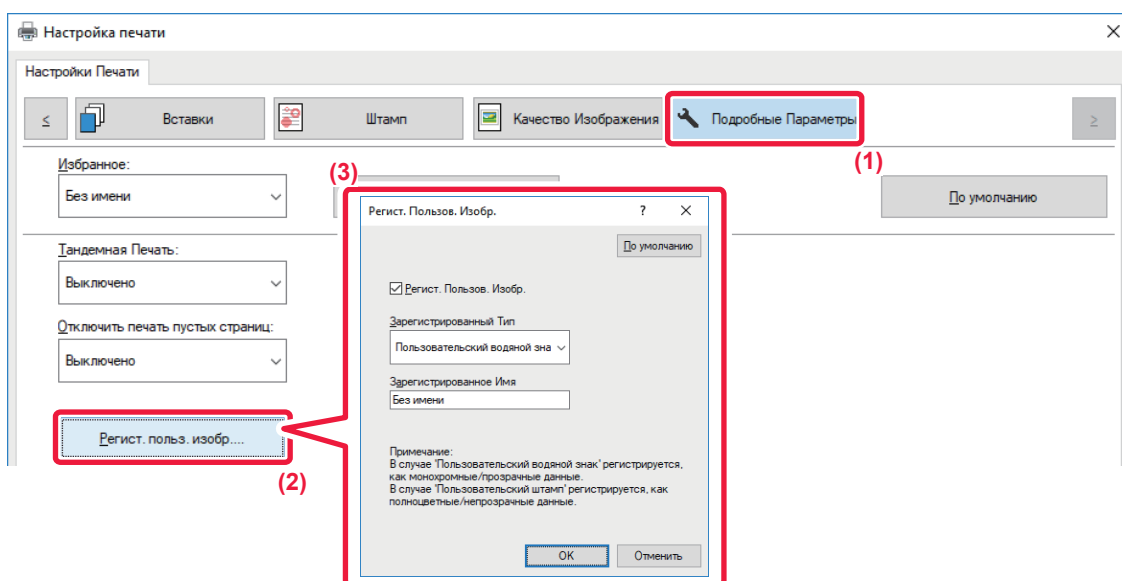 Настройка печати
Настройки Печати
<
Вставки
Штамп
Качество Изображения
Подробные Параметры
>
(1)
Избранное:
(3)
Без имени
По умолчанию
Тандемная Печать:
Выключено
Отключить печать пустых страниц:
Выключено
Регист. польз. изобр....
(2)
Регист. Пользов. Изобр.
?
По умолчанию
Регист. Пользов. Изобр.
Зарегистрированный Тип
Пользовательский водяной зна
Зарегистрированное Имя
Без имени
Примечание:
В случае 'Пользовательский водяной знак' регистрируется,
как монохромные/прозрачные данные.
В случае 'Пользовательский штамп' регистрируется, как
полноцветные/непрозрачные данные.
OK
Отменить